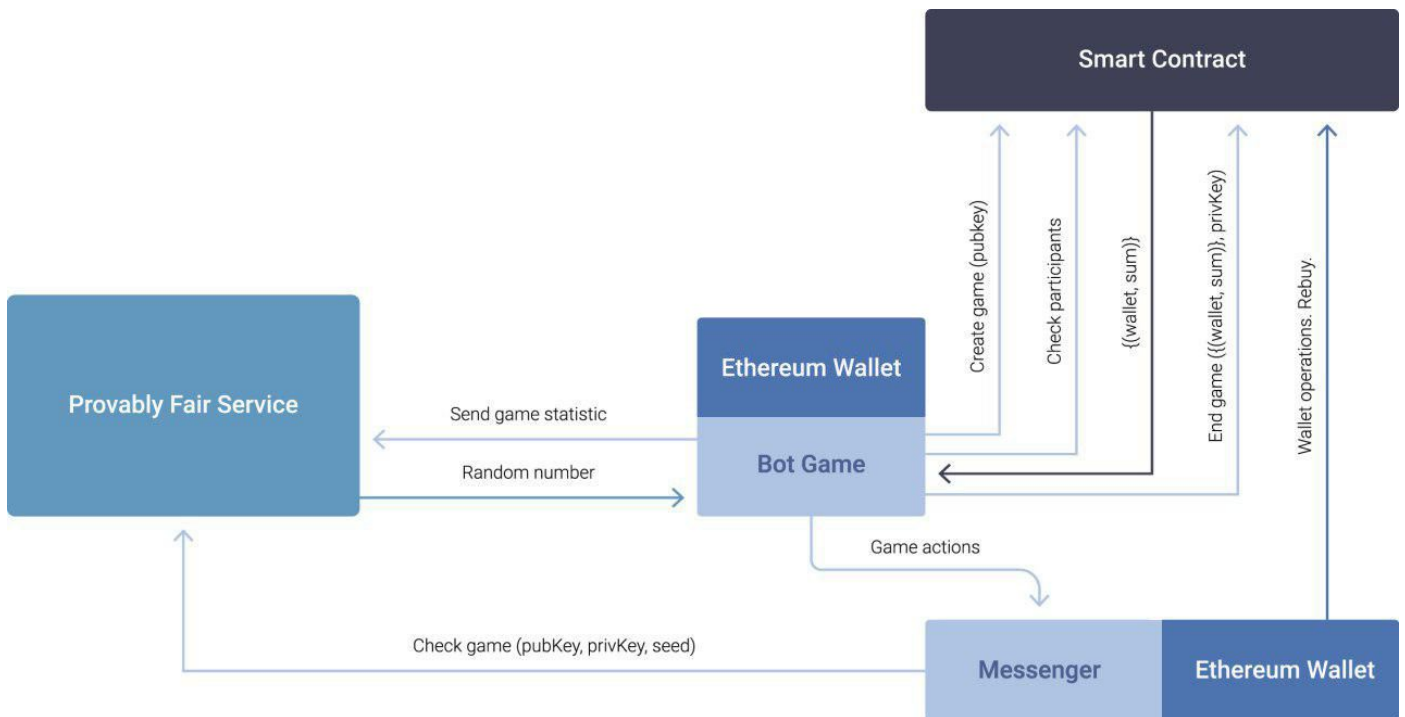 Smart Contract
Create game (pubkey)
Check participants
{(wallet, sum)}
End game ({(wallet, sum)}, privKey)
Wallet operations. Rebuy.
Provably Fair Service
Ethereum Wallet
Send game statistic
Bot Game
Random number
Game actions
Check game (pubKey, privKey, seed)
Messenger
Ethereum Wallet